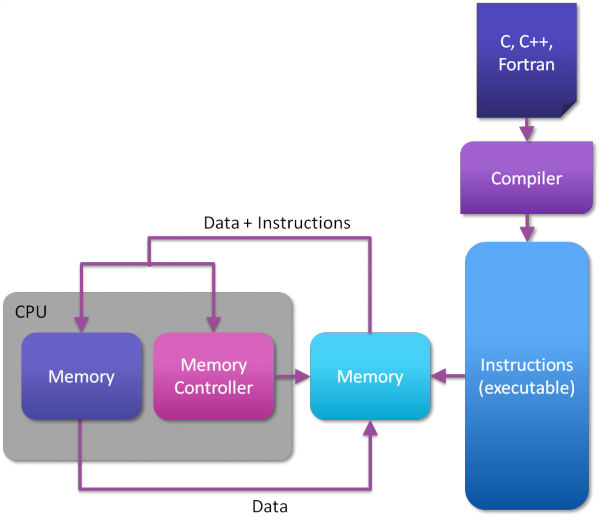 C, C++,
Fortran
Compiler
Data + Instructions
CPU
Memory
Memory
Controller
Memory
Instructions
(executable)
Data